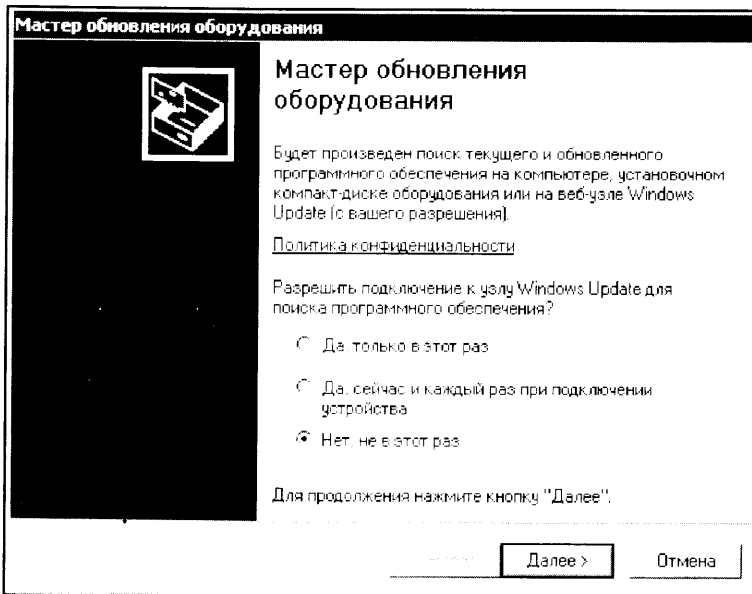 Мастер обновления оборудования
Мастер обновления
оборудования
Будет произведен поиск текущего и обновленного
программного обеспечения на компьютере, установочном
компакт-диске оборудования или на веб-узле Windows
Update (с вашего разрешения).
Политика конфиденциальности
Разрешить подключение к узлу Windows Update для
поиска программного обеспечения?
Да, только в этот раз
Да, сейчас и каждый раз при подключении
устройства
Нет, не в этот раз
Для продолжения нажмите кнопку "Далее".
Далее >
Отмена